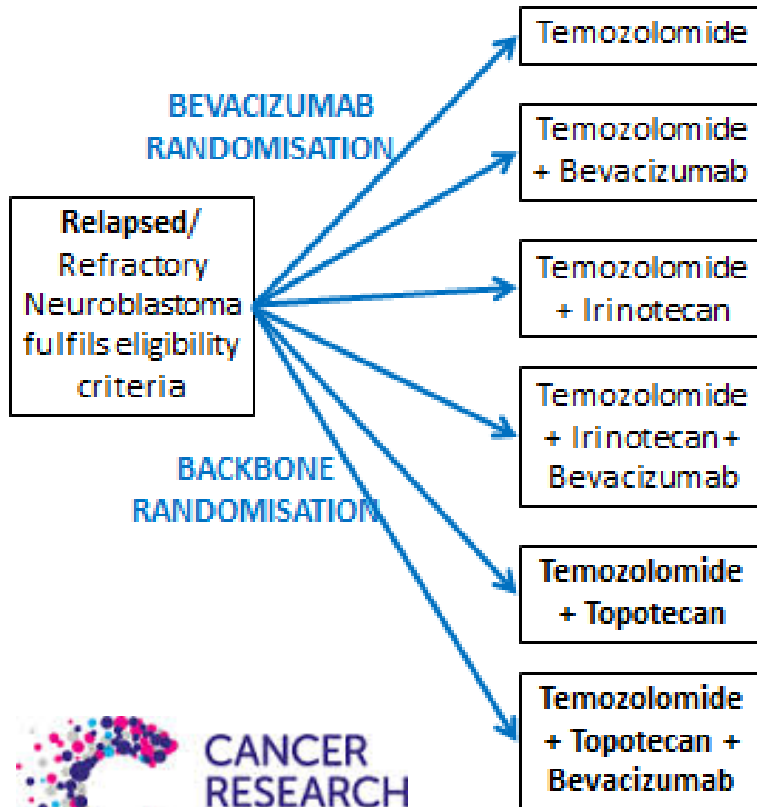 Temozolomide
BEVACIZUMAB
RANDOMISATION
Temozolomide
+ Bevacizumab
Relapsed/
Refractory
Neuroblastoma
fulfils eligibility
criteria
Temozolomide
+ Irinotecan
Temozolomide
+ Irinotecan +
Bevacizumab
BACKBONE
RANDOMISATION
Temozolomide
+ Topotecan
Temozolomide
+ Topotecan +
Bevacizumab
CANCER
RESEARCH